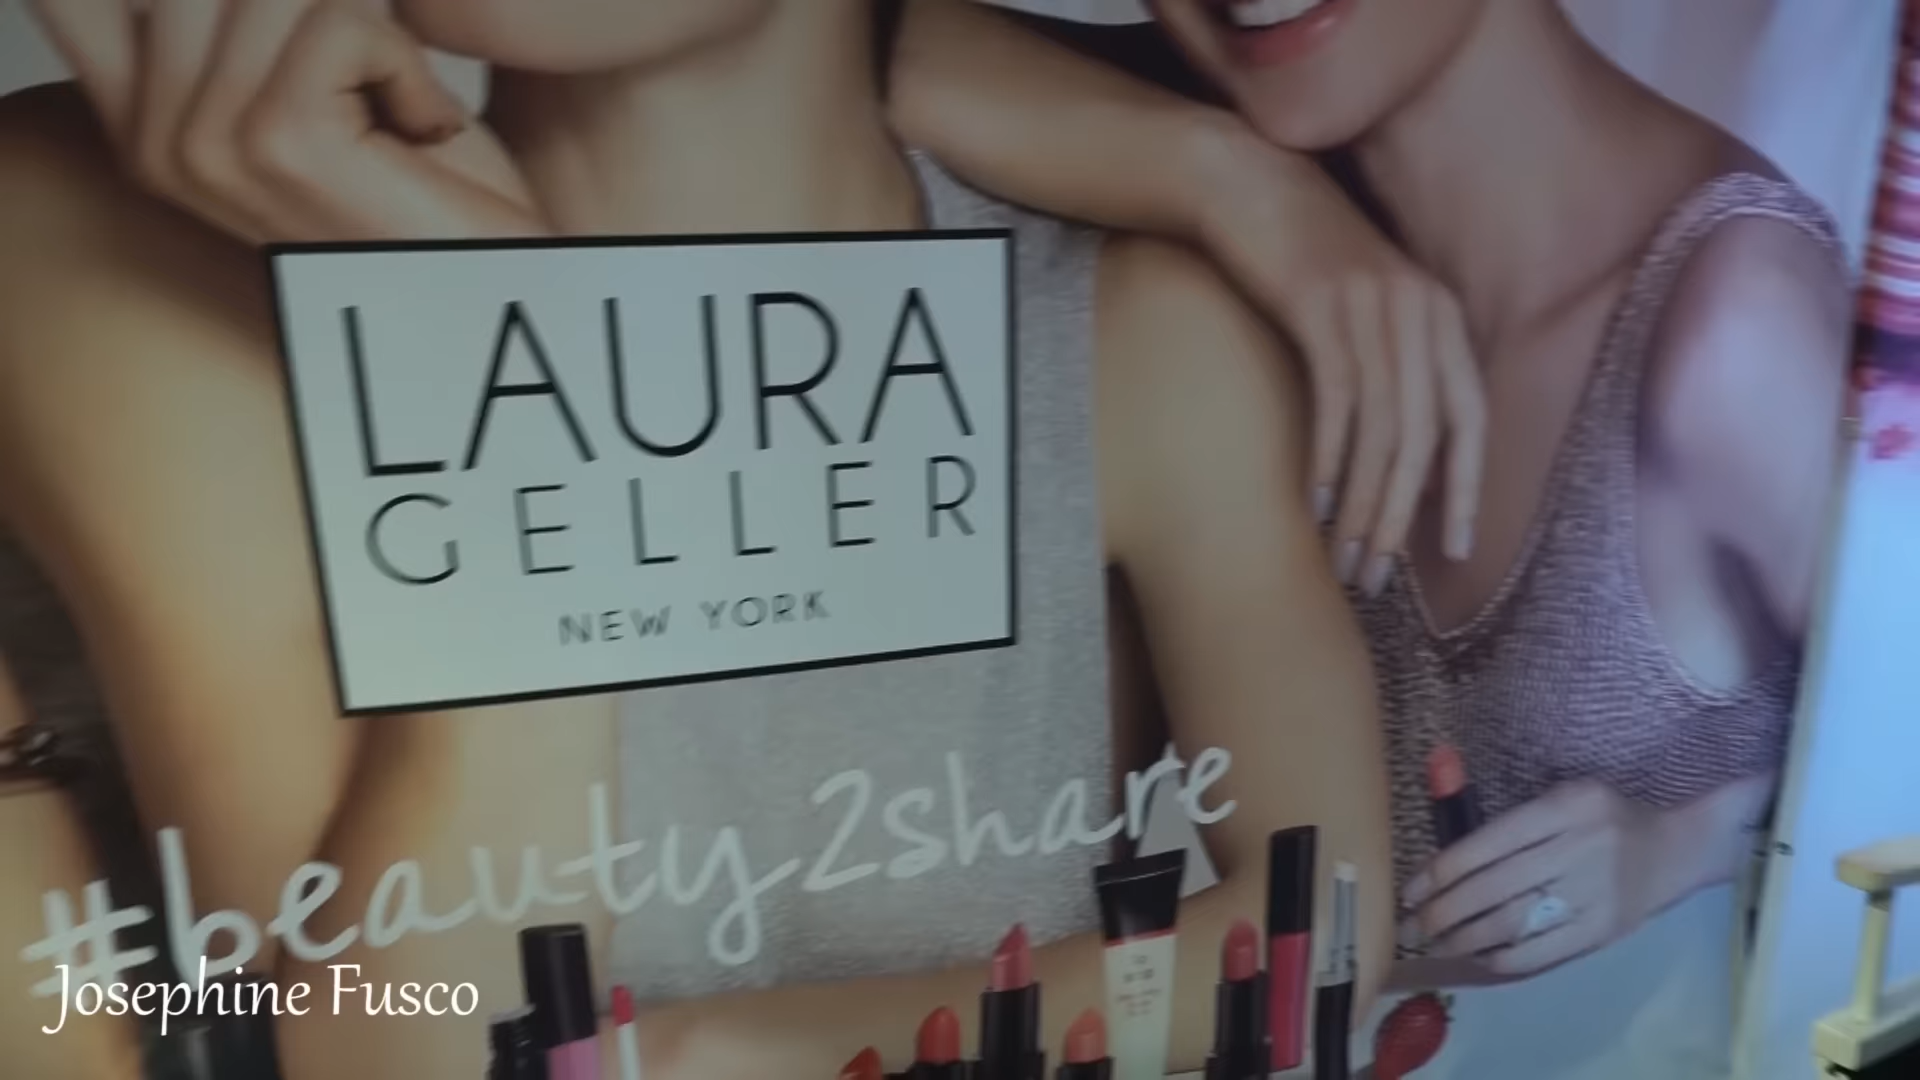 LAURA
GELLER
NEW YORK
#beauty2share
Josephine Fusco